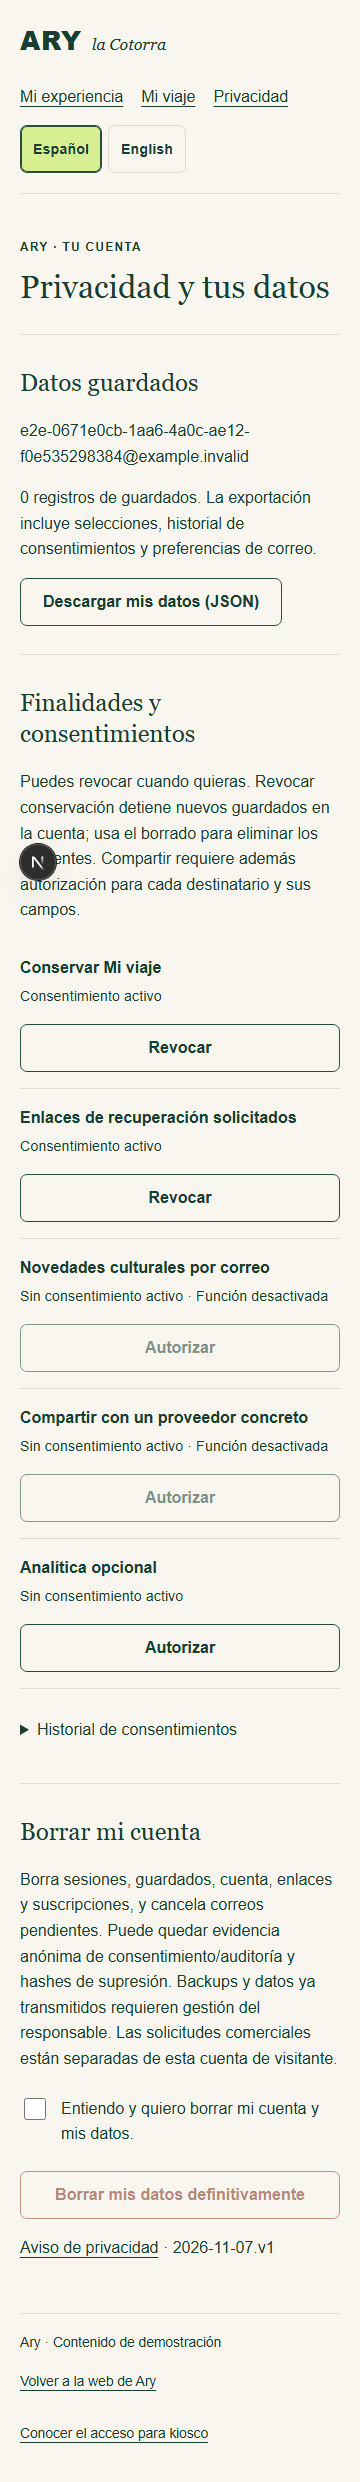 ARY la Cotorra
Mi experiencia Mi viaje Privacidad
Español English
ARY · TU CUENTA
Privacidad y tus datos
Datos guardados
e2e-0671e0cb-1aa6-4a0c-ae12-
f0e535298384@example.invalid
0 registros de guardados. La exportación
incluye selecciones, historial de
consentimientos y preferencias de correo.
Descargar mis datos (JSON)
Finalidades y
consentimientos
Puedes revocar cuando quieras. Revocar
conservación detiene nuevos guardados en
la cuenta; usa el borrado para eliminar los
entes. Compartir requiere además
autorización para cada destinatario y sus
campos.
Conservar Mi viaje
Consentimiento activo
Revocar
Enlaces de recuperación solicitados
Consentimiento activo
Revocar
Novedades culturales por correo
Sin consentimiento activo · Función desactivada
Autorizar
Compartir con un proveedor concreto
Sin consentimiento activo · Función desactivada
Autorizar
Analítica opcional
Sin consentimiento activo
Autorizar
Historial de consentimientos
Borrar mi cuenta
Borra sesiones, guardados, cuenta, enlaces
y suscripciones, y cancela correos
pendientes. Puede quedar evidencia
anónima de consentimiento/auditoría y
hashes de supresión. Backups y datos ya
transmitidos requieren gestión del
responsable. Las solicitudes comerciales
están separadas de esta cuenta de visitante.
Entiendo y quiero borrar mi cuenta y
mis datos.
Borrar mis datos definitivamente
Aviso de privacidad · 2026-11-07.v1
Ary · Contenido de demostración
Volver a la web de Ary
Conocer el acceso para kiosco